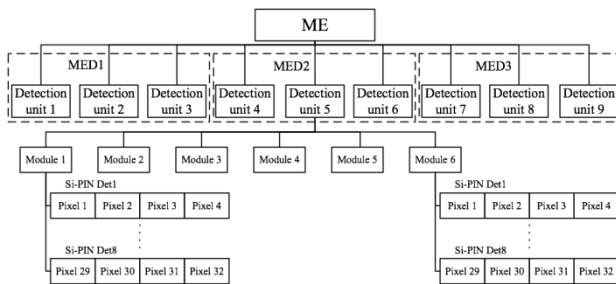 ME
MED1 MED2 MED3
Detection unit 1 Detection unit 2 Detection unit 3 Detection unit 4 Detection unit 5 Detection unit 6 Detection unit 7 Detection unit 8 Detection unit 9
Module 1 Module 2 Module 3 Module 4 Module 5 Module 6
Si-PIN Det1 Si-PIN Det1
Pixel 1 Pixel 2 Pixel 3 Pixel 4 Pixel 1 Pixel 2 Pixel 3 Pixel 4
Si-PIN Det8 Si-PIN Det8
Pixel 29 Pixel 30 Pixel 31 Pixel 32 Pixel 29 Pixel 30 Pixel 31 Pixel 32